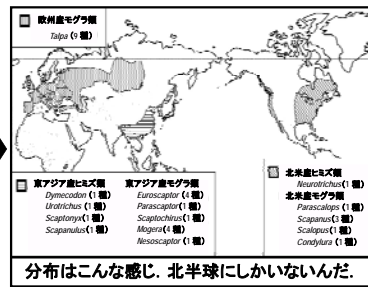 欧州産モグラ類
Talpa (9 種)
東アジア産ヒミズ類
Dymecodon (1 種)
Urotrichus (1 種)
Scaptonyx (1 種)
Scapanulus (1 種)
東アジア産モグラ類
Euroscaptor (4 種)
Parascaptor (1 種)
Scaptochirus (1 種)
Mogera (4 種)
Nesoscaptor (1 種)
北米産ヒミズ類
Neurotrichus (1 種)
北米産モグラ類
Parascalops (1 種)
Scapanus (3 種)
Scalopus (1 種)
Condylura (1 種)
分布はこんな感じ．北半球にしかいないんだ．